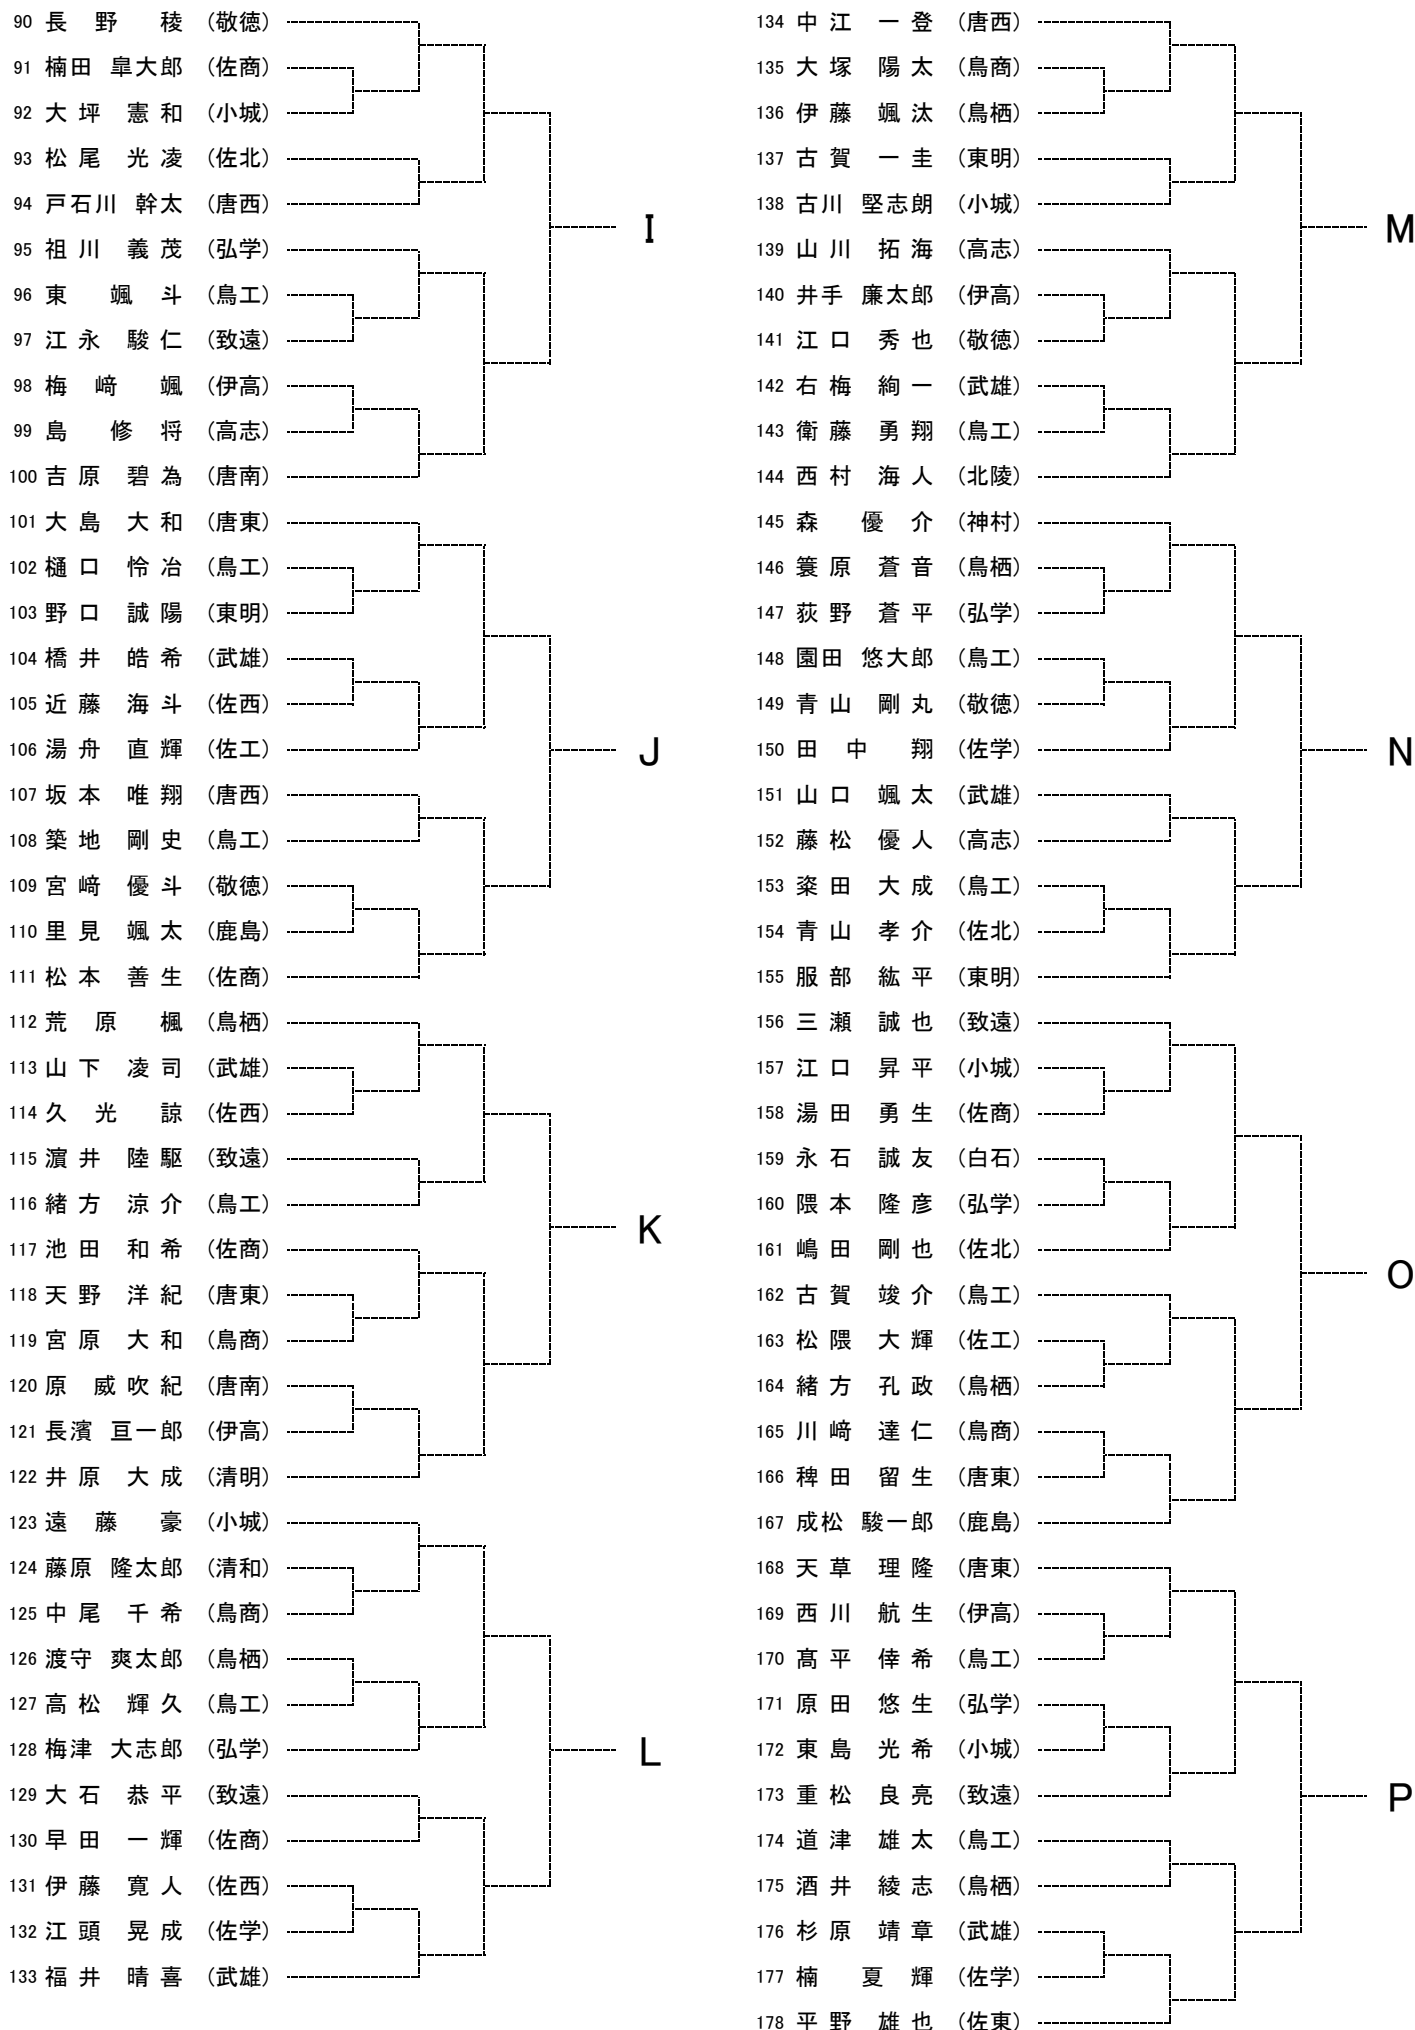 90 長野 稜 (敬徳)
91 楠田 皐大郎 (佐商)
92 大坪 憲和 (小城)
93 松尾 光凌 (佐北)
94 戸石川 幹太 (唐西)
I
95 祖川 義茂 (弘学)
96 東 颯斗 (鳥工)
97 江永 駿仁 (致遠)
98 梅﨑 颯 (伊高)
99 島 修将 (高志)
100 吉原 碧為 (唐南)
101 大島 大和 (唐東)
102 樋口 怜冶 (鳥工)
103 野口 誠陽 (東明)
104 橋井 皓希 (武雄)
105 近藤 海斗 (佐西)
106 湯舟 直輝 (佐工)
J
107 坂本 唯翔 (唐西)
108 築地 剛史 (鳥工)
109 宮﨑 優斗 (敬徳)
110 里見 颯太 (鹿島)
111 松本 善生 (佐商)
112 荒原 楓 (鳥栖)
113 山下 凌司 (武雄)
114 久光 諒 (佐西)
115 濵井 陸駆 (致遠)
116 緒方 涼介 (鳥工)
K
117 池田 和希 (佐商)
118 天野 洋紀 (唐東)
119 宮原 大和 (鳥商)
120 原 威吹紀 (唐南)
121 長濱 亘一郎 (伊高)
122 井原 大成 (清明)
123 遠藤 豪 (小城)
124 藤原 隆太郎 (清和)
125 中尾 千希 (鳥商)
126 渡守 爽太郎 (鳥栖)
127 高松 輝久 (鳥工)
128 梅津 大志郎 (弘学)
L
129 大石 恭平 (致遠)
130 早田 一輝 (佐商)
131 伊藤 寛人 (佐西)
132 江頭 晃成 (佐学)
133 福井 晴喜 (武雄)
134 中江 一登 (唐西)
135 大塚 陽太 (鳥商)
136 伊藤 颯汰 (鳥栖)
137 古賀 一圭 (東明)
138 古川 堅志朗 (小城)
M
139 山川 拓海 (高志)
140 井手 廉太郎 (伊高)
141 江口 秀也 (敬徳)
142 右梅 絢一 (武雄)
143 衛藤 勇翔 (鳥工)
144 西村 海人 (北陵)
145 森 優介 (神村)
146 簑原 蒼音 (鳥栖)
147 荻野 蒼平 (弘学)
148 園田 悠大郎 (鳥工)
149 青山 剛丸 (敬徳)
150 田中 翔 (佐学)
N
151 山口 颯太 (武雄)
152 藤松 優人 (高志)
153 楽田 大成 (鳥工)
154 青山 孝介 (佐北)
155 服部 紘平 (東明)
156 三瀬 誠也 (致遠)
157 江口 昇平 (小城)
158 湯田 勇生 (佐商)
159 永石 誠友 (白石)
160 隈本 隆彦 (弘学)
161 嶋田 剛也 (佐北)
O
162 古賀 竣介 (鳥工)
163 松隈 大輝 (佐工)
164 緒方 孔政 (鳥栖)
165 川﨑 達仁 (鳥商)
166 稗田 留生 (唐東)
167 成松 駿一郎 (鹿島)
168 天草 理隆 (唐東)
169 西川 航生 (伊高)
170 髙平 倖希 (鳥工)
171 原田 悠生 (弘学)
172 東島 光希 (小城)
173 重松 良亮 (致遠)
P
174 道津 雄太 (鳥工)
175 酒井 綾志 (鳥栖)
176 杉原 靖章 (武雄)
177 楠 夏輝 (佐学)
178 平野 雄也 (佐東)